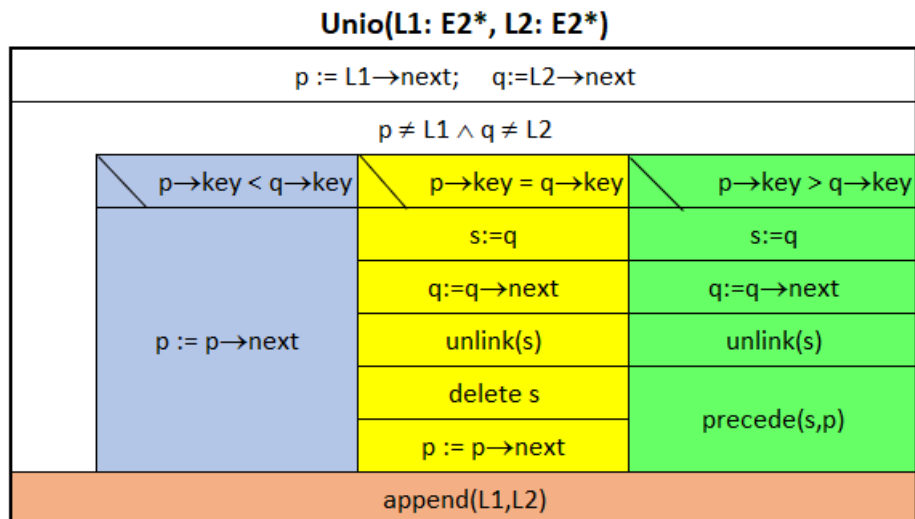 Unio(L1: E2*, L2: E2*)
p := L1→next; q:=L2→next
p ≠ L1 ∧ q ≠ L2
p→key < q→key p→key = q→key p→key > q→key
s:=q s:=q
q:=q→next q:=q→next
p := p→next unlink(s) unlink(s)
delete s
precede(s,p)
p := p→next
append(L1,L2)